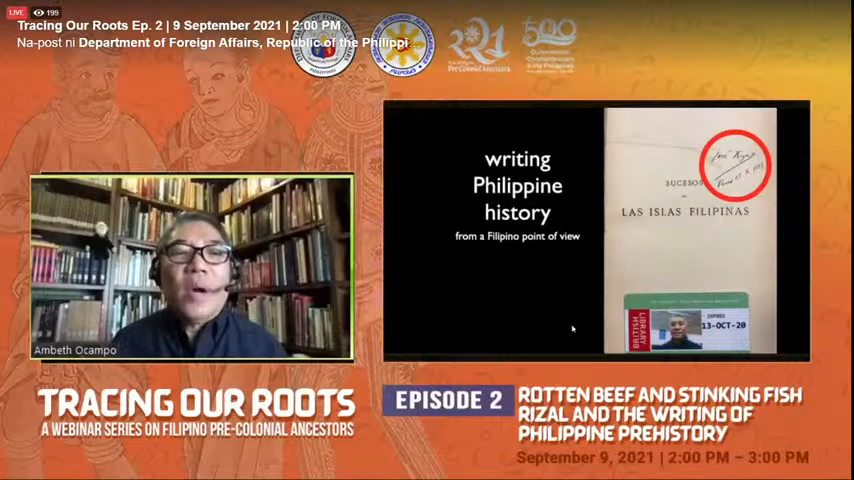 LIVE 199
Tracing Our Roots Ep. 2 | 9 September 2021 | 2:00 PM
Na-post ni Department of Foreign Affairs, Republic of the Philippi...
500
writing
Philippine
history
from a Filipino point of view
SUCESOS
LAS ISLAS FILIPINAS
BRITISH
LIBRARY
EXPIRES
13-OCT-20
Ambeth Ocampo
TRACING OUR ROOTS
A WEBINAR SERIES ON FILIPINO PRE-COLONIAL ANCESTORS
EPISODE 2
ROTTEN BEEF AND STINKING FISH
RIZAL AND THE WRITING OF
PHILIPPINE PREHISTORY
September 9, 2021 | 2:00 PM – 3:00 PM